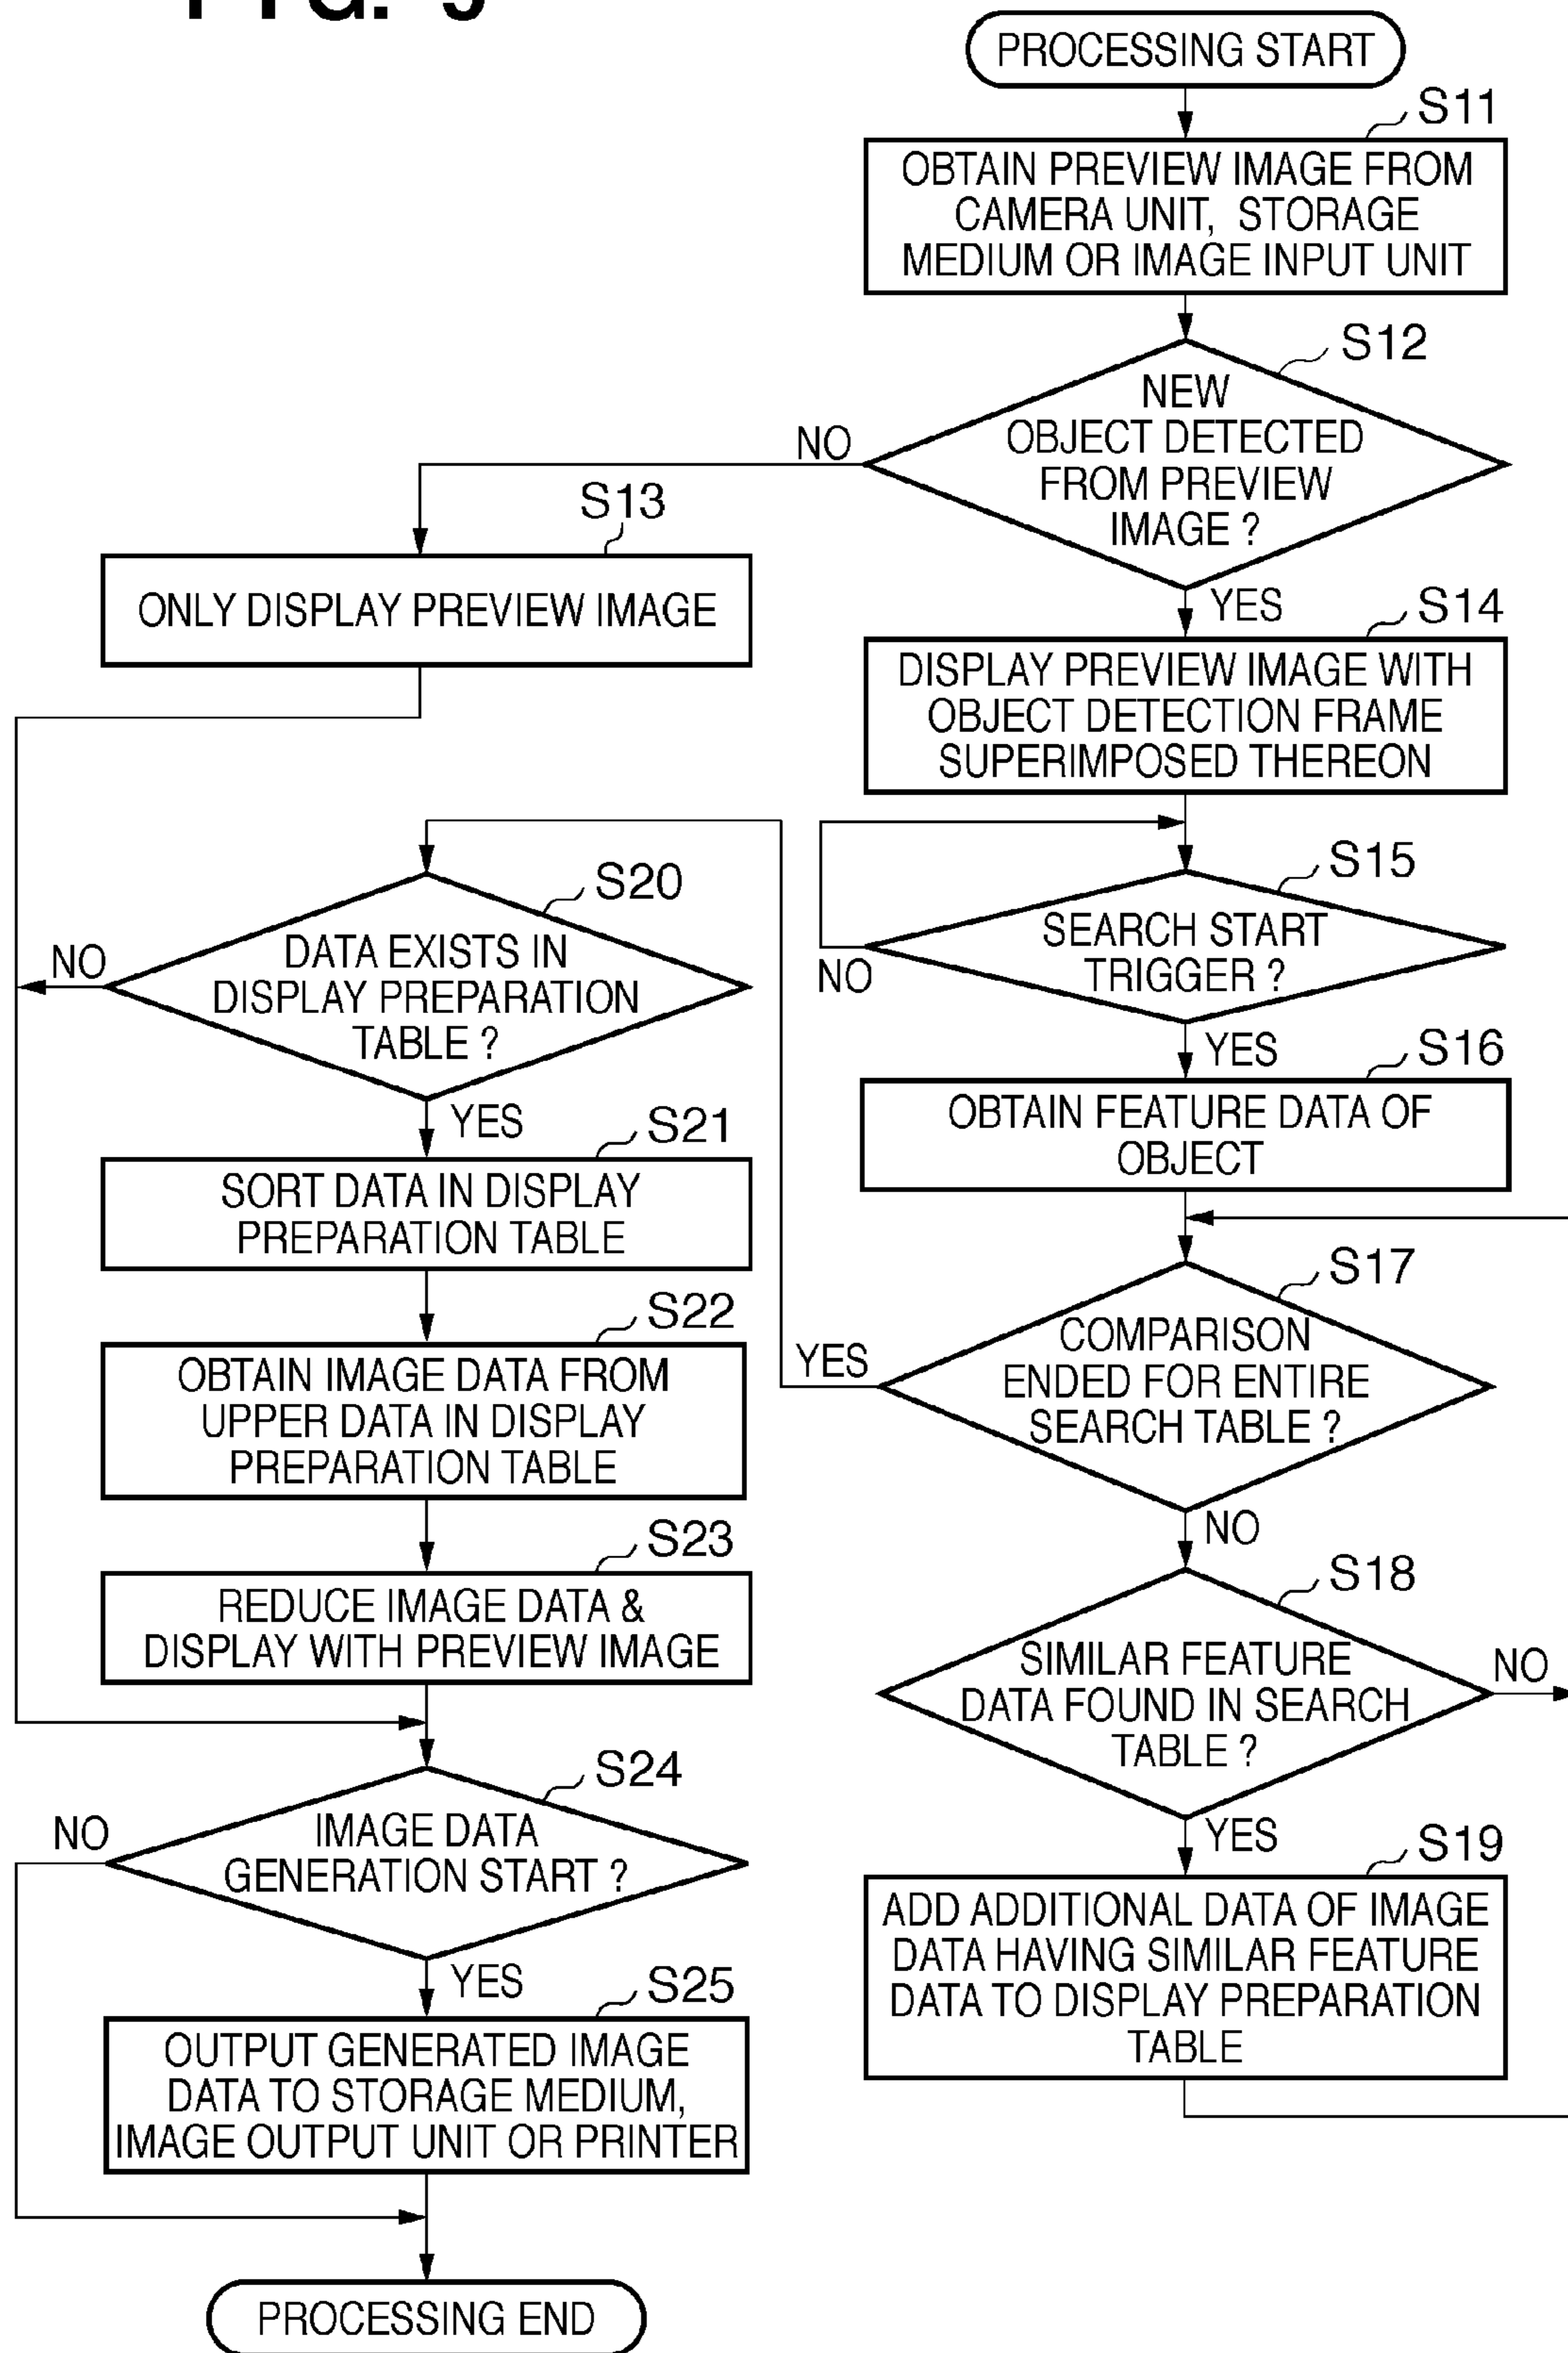 FIG.
PROCESSING START
S11
OBTAIN PREVIEW IMAGE FROM
CAMERA UNIT, STORAGE
MEDIUM OR IMAGE INPUT UNIT
S12
NEW
OBJECT DETECTED
FROM PREVIEW
IMAGE ?
NO
S13
ONLY DISPLAY PREVIEW IMAGE
YES
S14
DISPLAY PREVIEW IMAGE WITH
OBJECT DETECTION FRAME
SUPERIMPOSED THEREON
S15
SEARCH START
TRIGGER ?
NO
YES
S16
OBTAIN FEATURE DATA OF
OBJECT
S17
COMPARISON
ENDED FOR ENTIRE
SEARCH TABLE ?
YES
NO
S18
SIMILAR FEATURE
DATA FOUND IN SEARCH
TABLE ?
NO
YES
S19
ADD ADDITIONAL DATA OF IMAGE
DATA HAVING SIMILAR FEATURE
DATA TO DISPLAY PREPARATION
TABLE
S20
DATA EXISTS IN
DISPLAY PREPARATION
TABLE ?
NO
YES
S21
SORT DATA IN DISPLAY
PREPARATION TABLE
S22
OBTAIN IMAGE DATA FROM
UPPER DATA IN DISPLAY
PREPARATION TABLE
S23
REDUCE IMAGE DATA &
DISPLAY WITH PREVIEW IMAGE
S24
IMAGE DATA
GENERATION START ?
NO
YES
S25
OUTPUT GENERATED IMAGE
DATA TO STORAGE MEDIUM,
IMAGE OUTPUT UNIT OR PRINTER
PROCESSING END